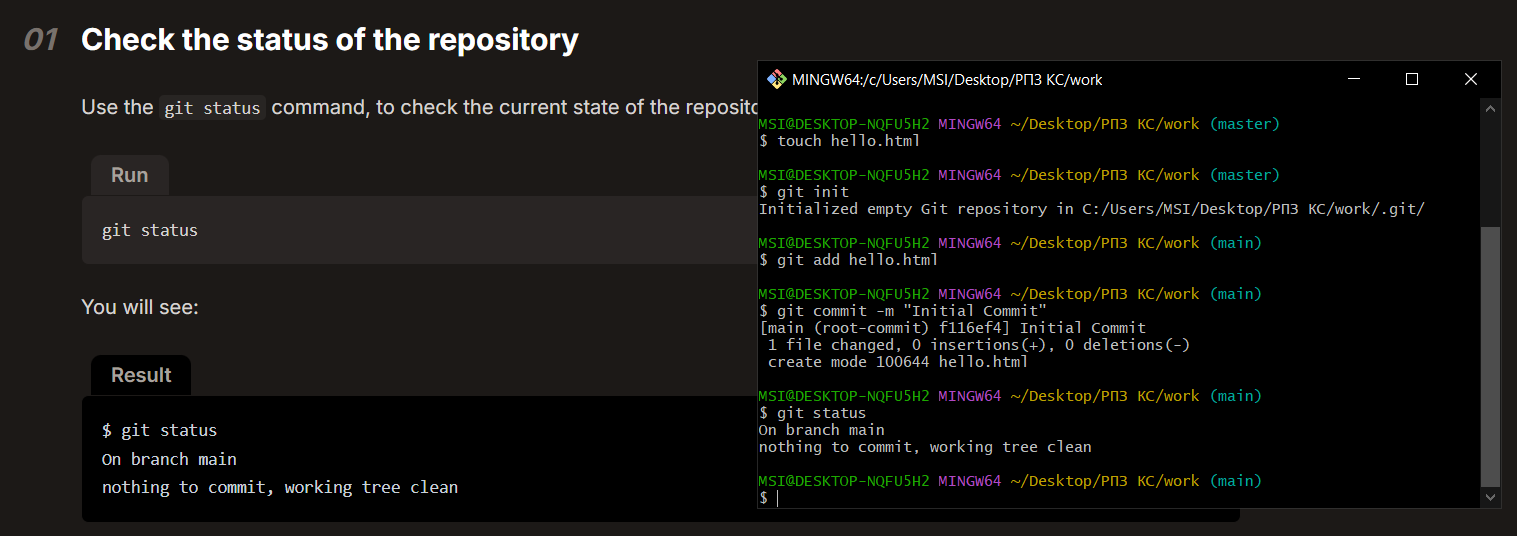 01 Check the status of the repository
Use the git status command, to check the current state of the reposito
Run
git status
You will see:
Result
$ git status
On branch main
nothing to commit, working tree clean
MINGW64:/c/Users/MSI/Desktop/РПЗ КС/work
MSI@DESKTOP-NQFU5H2 MINGW64 ~/Desktop/РПЗ КС/work (master)
$ touch hello.html
MSI@DESKTOP-NQFU5H2 MINGW64 ~/Desktop/РПЗ КС/work (master)
$ git init
Initialized empty Git repository in C:/Users/MSI/Desktop/РПЗ КС/work/.git/
MSI@DESKTOP-NQFU5H2 MINGW64 ~/Desktop/РПЗ КС/work (main)
$ git add hello.html
MSI@DESKTOP-NQFU5H2 MINGW64 ~/Desktop/РПЗ КС/work (main)
$ git commit -m "Initial Commit"
[main (root-commit) f116ef4] Initial Commit
1 file changed, 0 insertions(+), 0 deletions(-)
create mode 100644 hello.html
MSI@DESKTOP-NQFU5H2 MINGW64 ~/Desktop/РПЗ КС/work (main)
$ git status
On branch main
nothing to commit, working tree clean
MSI@DESKTOP-NQFU5H2 MINGW64 ~/Desktop/РПЗ КС/work (main)
$